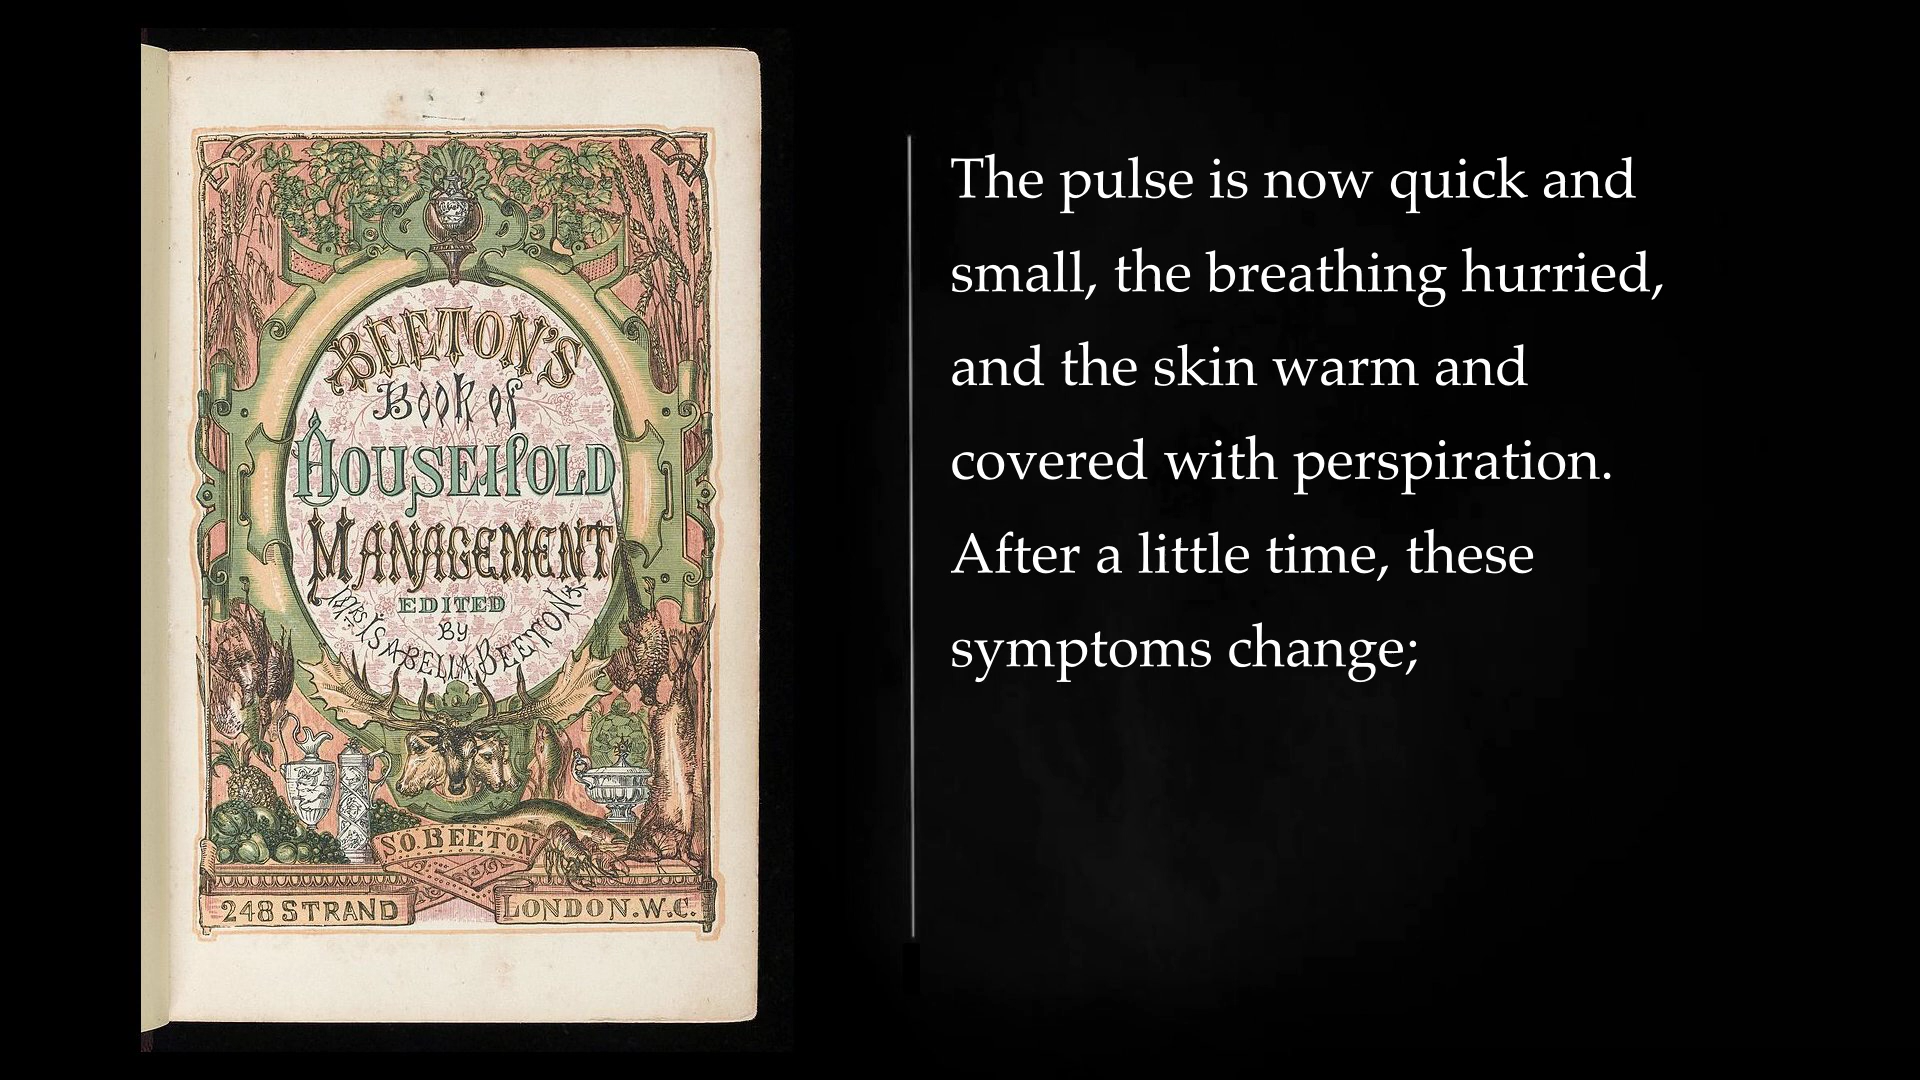 BEETON'S
Book of
HOUSEHOLD
MANAGEMENT
EDITED
BY
MRS ISABELLA BEETON
S.O. BEETON
248 STRAND
LONDON. W.C.
The pulse is now quick and
small, the breathing hurried,
and the skin warm and
covered with perspiration.
After a little time, these
symptoms change;